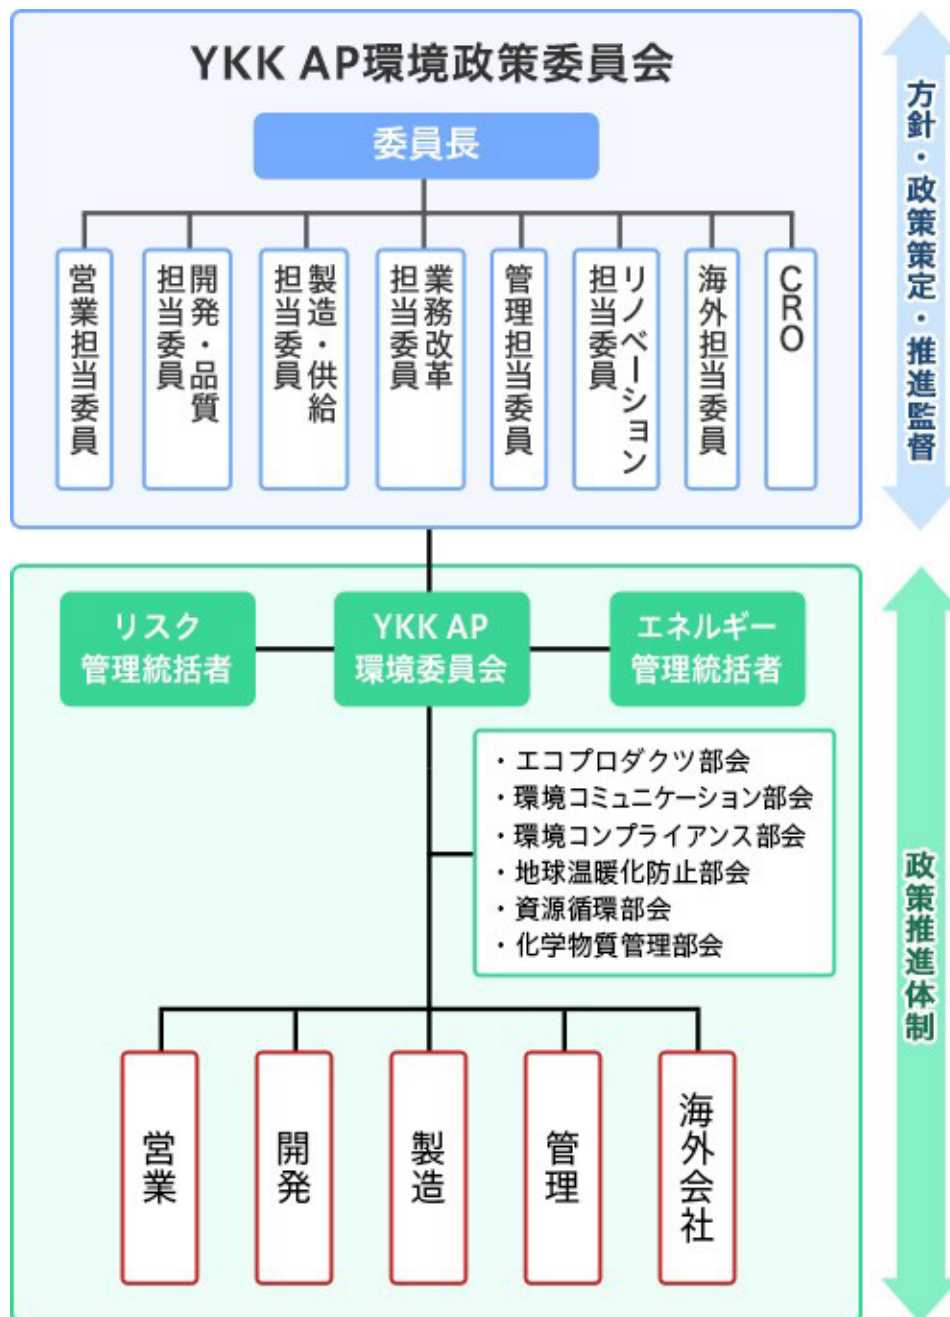 YKK AP環境政策委員会
委員長
営業担当委員
開発・品質
担当委員
製造・供給
担当委員
業務改革
担当委員
管理担当委員
リノベーション
担当委員
海外担当委員
CRO
方針・政策策定・推進監督
リスク
管理統括者
YKK AP
環境委員会
エネルギー
管理統括者
・エコプロダクツ部会
・環境コミュニケーション部会
・環境コンプライアンス部会
・地球温暖化防止部会
・資源循環部会
・化学物質管理部会
営業
開発
製造
管理
海外会社
政策推進体制